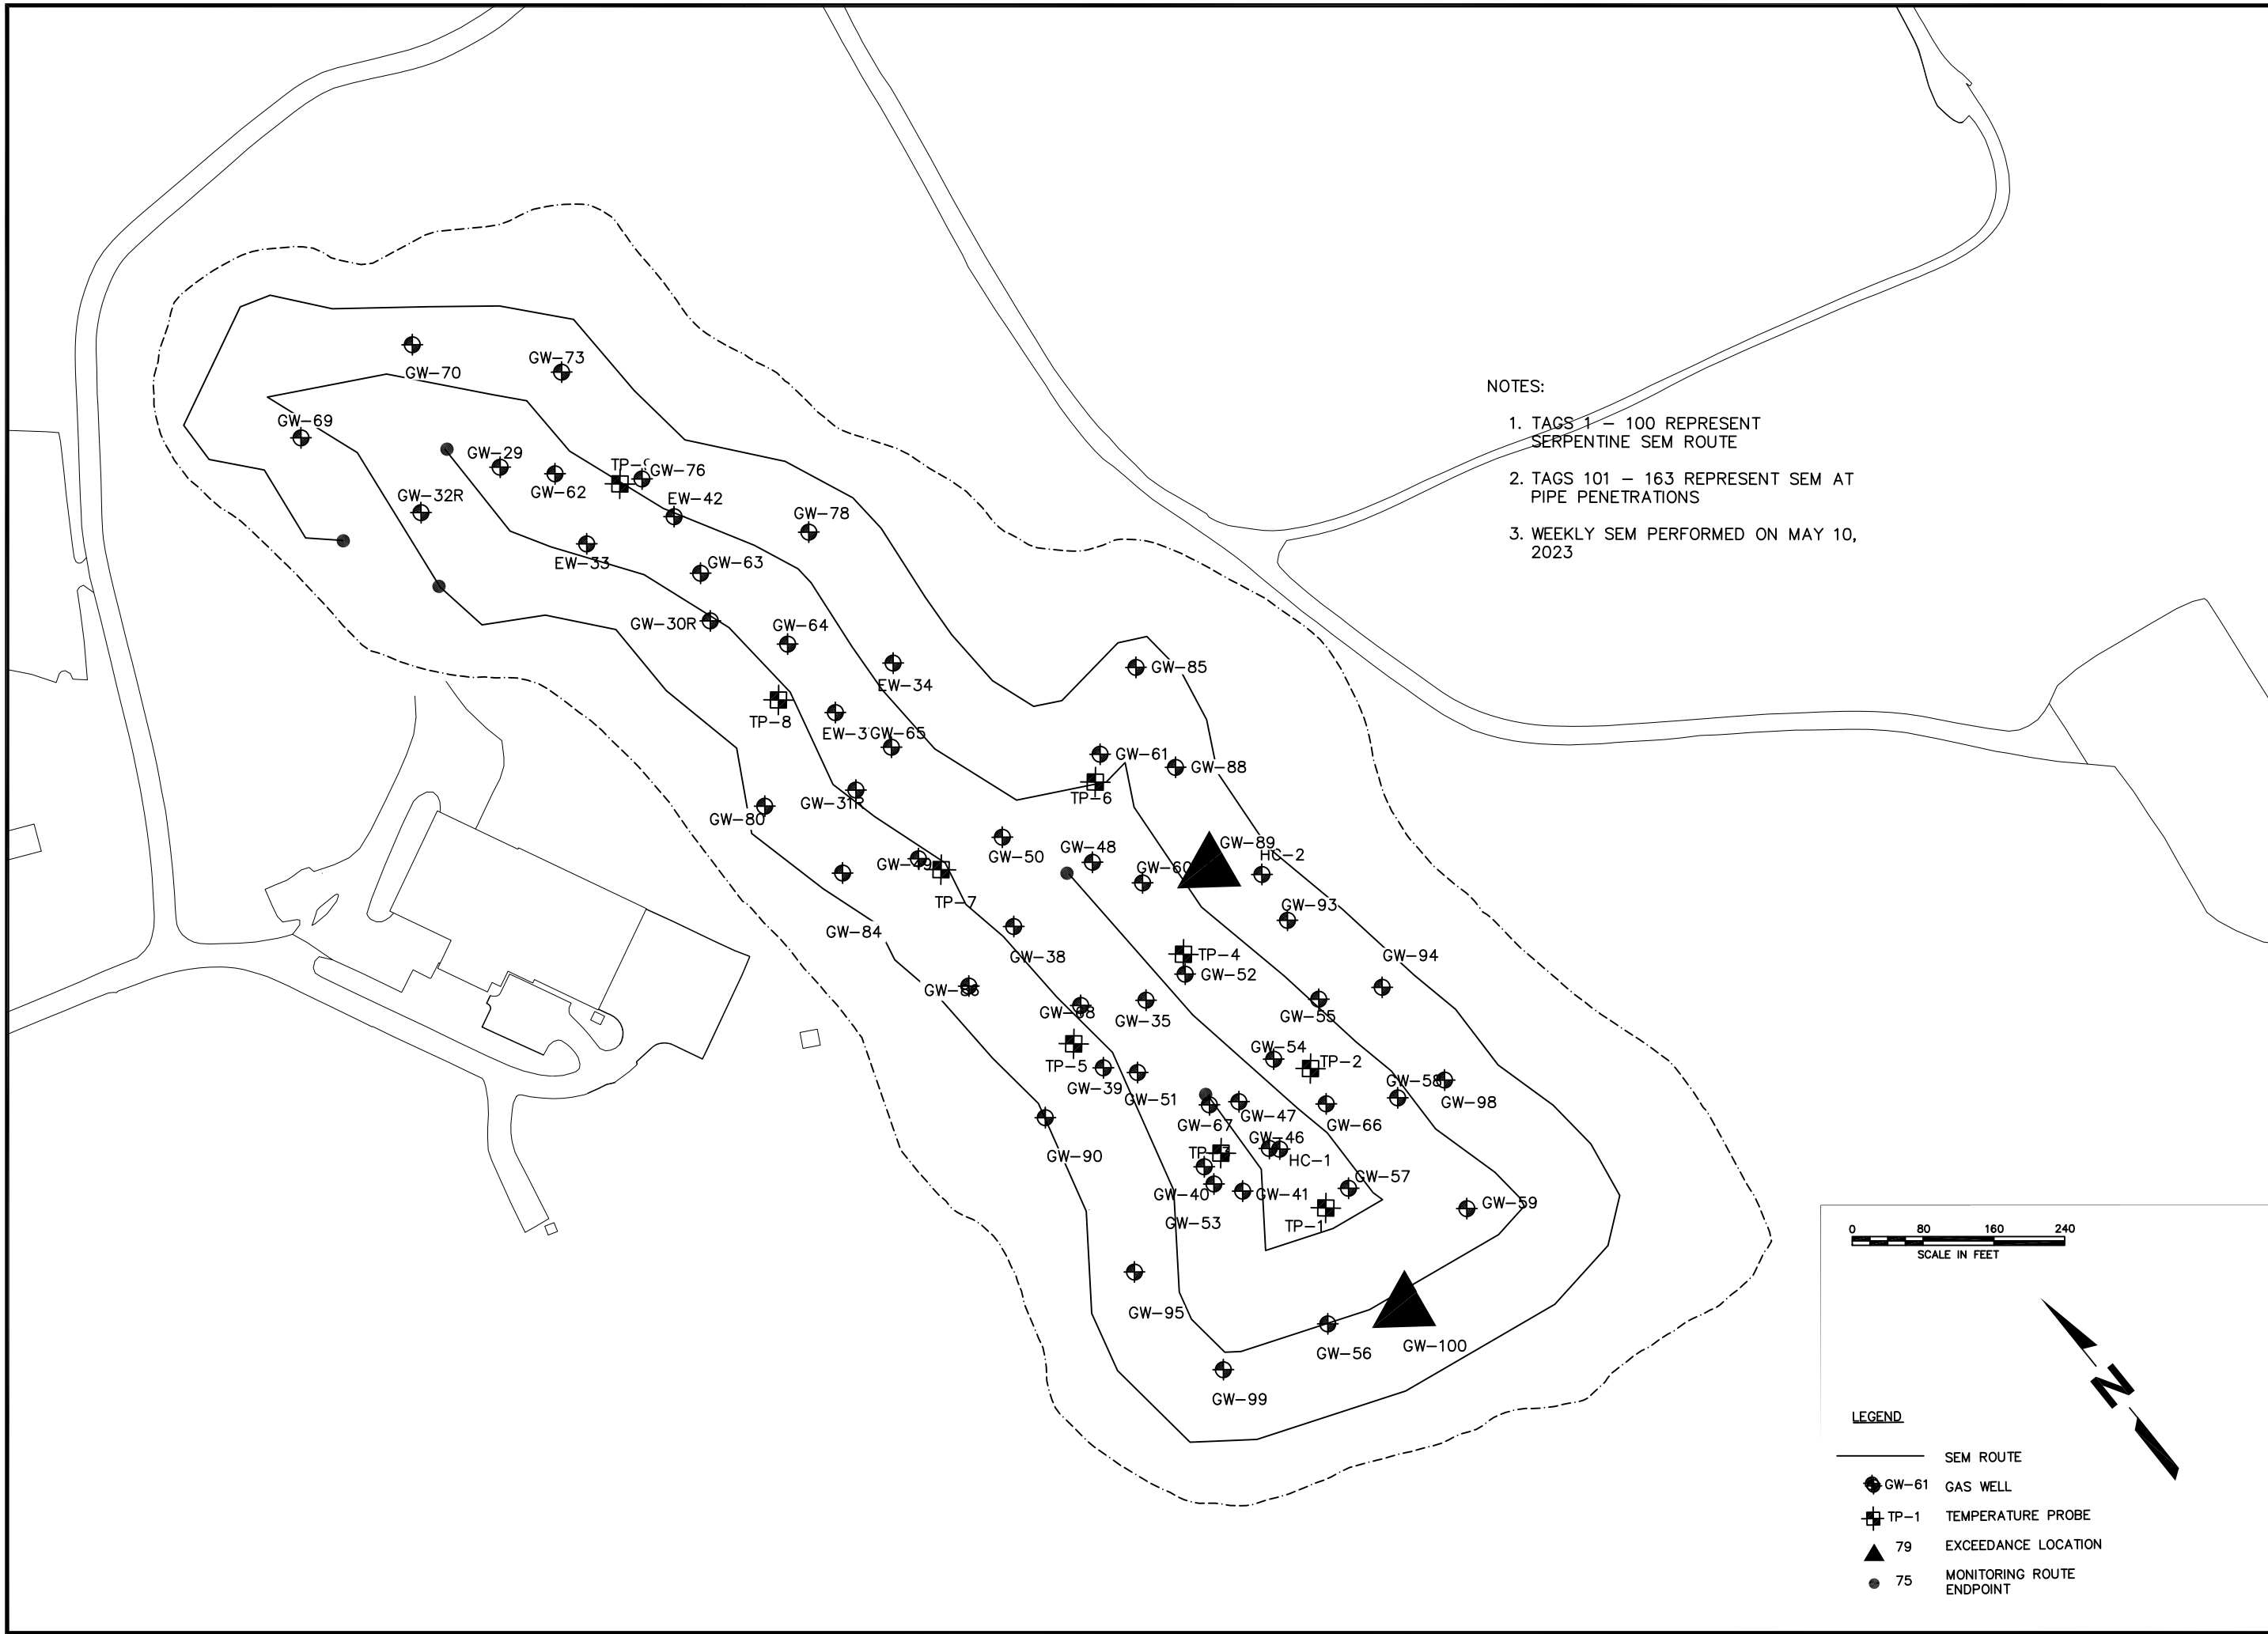 GW-73
GW-70
NOTES:
1. TAGS 1 - 100 REPRESENT
SERPENTINE SEM ROUTE
2. TAGS 101 - 163 REPRESENT SEM AT
PIPE PENETRATIONS
3. WEEKLY SEM PERFORMED ON MAY 10,
2023
GW-69
GW-29
GW-76
GW-62
GW-32R
EW-42
GW-78
EW-33
GW-63
GW-30R
GW-64
GW-85
EW-34
TP-8
GW-65
GW-61
GW-88
TP-6
GW-31R
GW-80
GW-89
HC-2
GW-50
GW-48
GW-49
GW-60
TP-7
GW-93
GW-84
GW-38
TP-4
GW-94
GW-52
GW-86
GW-35
GW-55
GW-54
TP-2
TP-5
GW-39
GW-51
GW-58
GW-98
GW-47
GW-67
GW-66
GW-46
GW-90
HC-1
GW-57
GW-40
GW-41
GW-53
TP-1
GW-59
GW-95
GW-56
GW-100
GW-99
0 80 160 240
SCALE IN FEET
N
LEGEND
SEM ROUTE
GW-61 GAS WELL
TP-1 TEMPERATURE PROBE
79 EXCEEDANCE LOCATION
75 MONITORING ROUTE
ENDPOINT